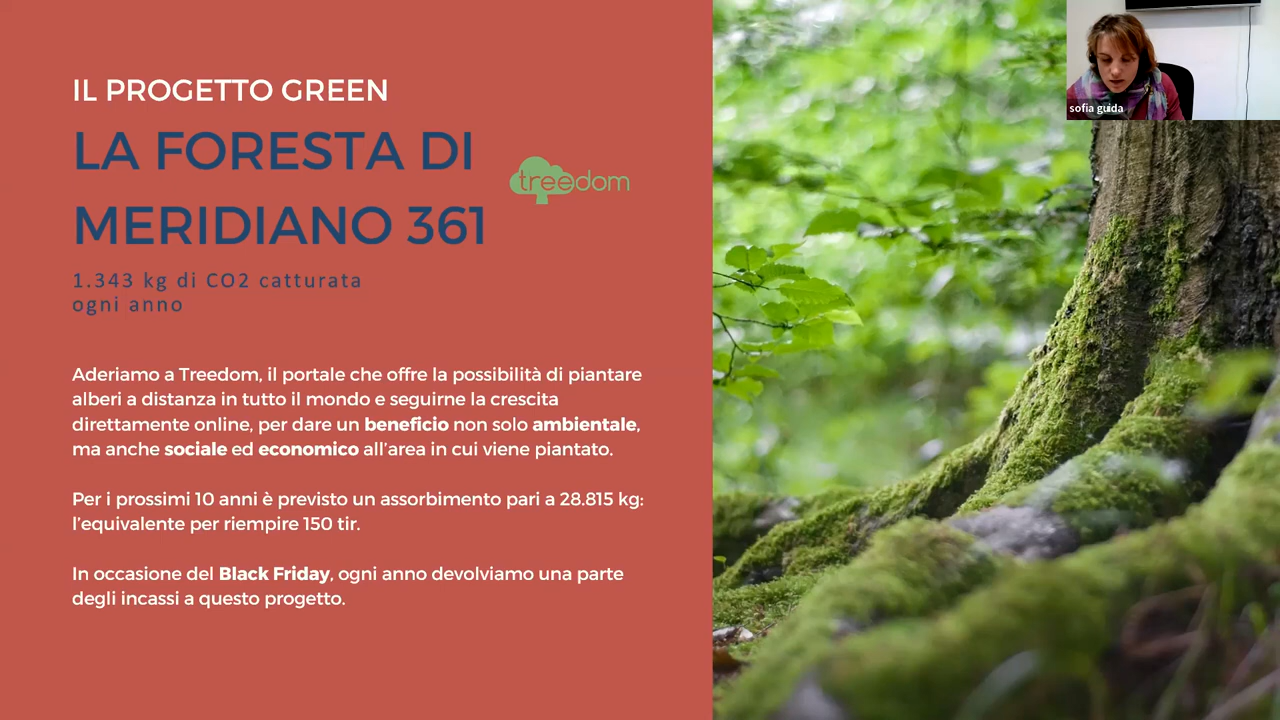 IL PROGETTO GREEN
LA FORESTA DI
MERIDIANO 361
treedom
1.343 kg di CO2 catturata
ogni anno
Aderiamo a Treedom, il portale che offre la possibilità di piantare
alberi a distanza in tutto il mondo e seguirne la crescita
direttamente online, per dare un beneficio non solo ambientale,
ma anche sociale ed economico all'area in cui viene piantato.
Per i prossimi 10 anni è previsto un assorbimento pari a 28.815 kg:
l'equivalente per riempire 150 tir.
In occasione del Black Friday, ogni anno devolviamo una parte
degli incassi a questo progetto.
sofia guida